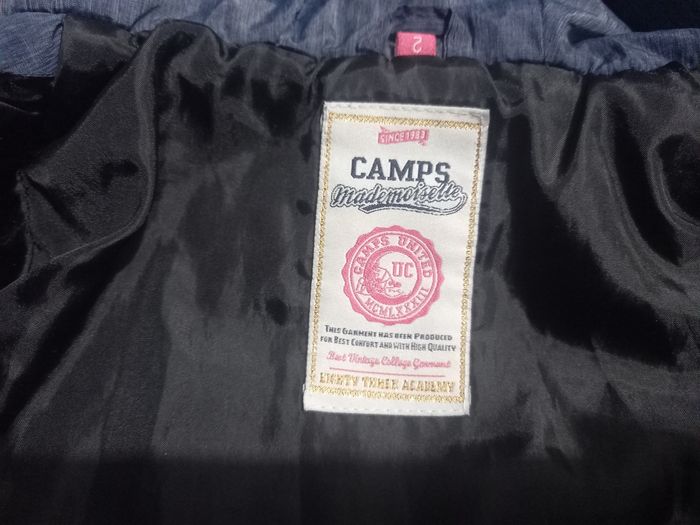 2
SINCE 1983
CAMPS
Mademoiselle
CAMPS UNITED
UC
MCMLXXXIII
THIS GARMENT HAS BEEN PRODUCED
FOR BEST CONFORT AND WITH HIGH QUALITY
Best Vintage College Garment
EIGHTY THREE ACADEMY